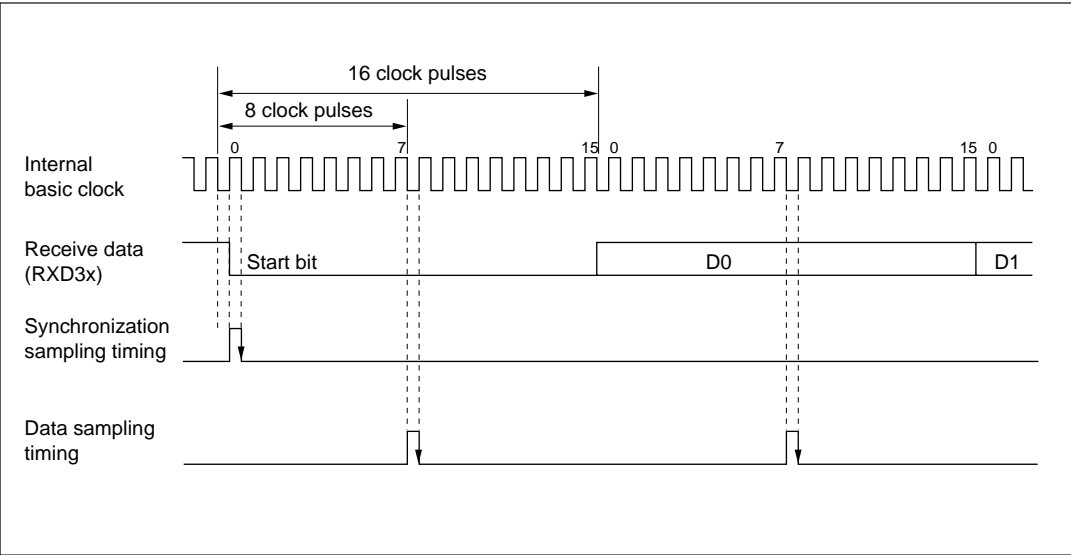 16 clock pulses
8 clock pulses
0 7 15 0 7 15 0
Internal
basic clock
Receive data
(RXD3x)
Start bit D0 D1
Synchronization
sampling timing
Data sampling
timing